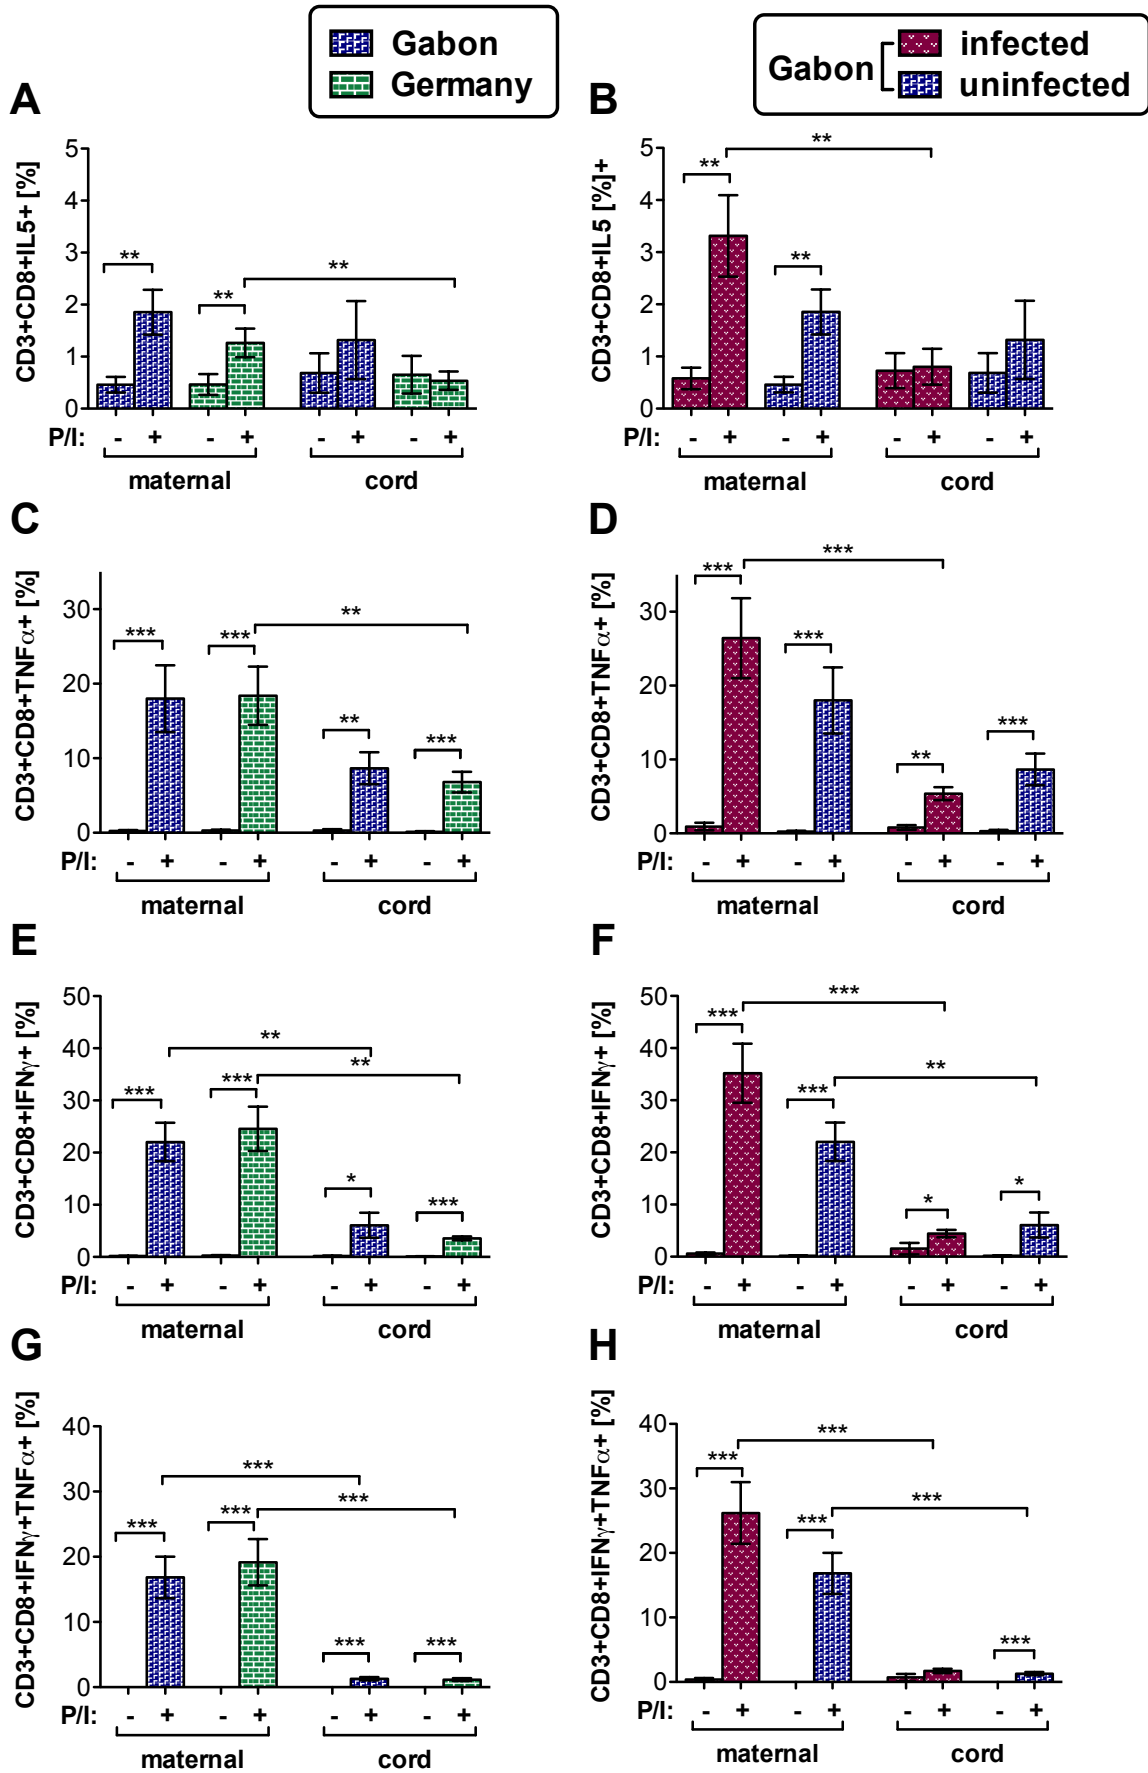 Gabon
Germany
Gabon
infected
uninfected
A
CD3+CD8+IL5+ [%]
5
4
3
2
1
0
**
**
**
P/I: - + - + - + - +
maternal cord
B
CD3+CD8+IL5 [%]+
5
4
3
2
1
0
**
**
**
- + - + - + - +
maternal cord
C
CD3+CD8+TNFα+ [%]
30
20
10
0
***
***
**
**
***
P/I: - + - + - + - +
maternal cord
D
CD3+CD8+TNFα+ [%]
30
20
10
0
***
***
***
**
***
P/I: - + - + - + - +
maternal cord
E
CD3+CD8+IFNγ+ [%]
50
40
30
20
10
0
**
**
***
***
*
***
P/I: - + - + - + - +
maternal cord
F
CD3+CD8+IFNγ+ [%]
50
40
30
20
10
0
***
***
**
***
*
*
P/I: - + - + - + - +
maternal cord
G
CD3+CD8+IFNγ+TNFα+ [%]
40
30
20
10
0
***
***
***
***
***
***
P/I: - + - + - + - +
maternal cord
H
CD3+CD8+IFNγ+TNFα+ [%]
40
30
20
10
0
***
***
***
***
***
P/I: - + - + - + - +
maternal cord